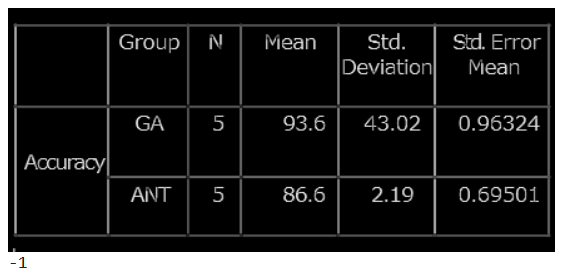 Group N Mean Std. Deviation Std. Error Mean
Accuracy
GA 5 93.6 43.02 0.96324
ANT 5 86.6 2.19 0.69501
-1